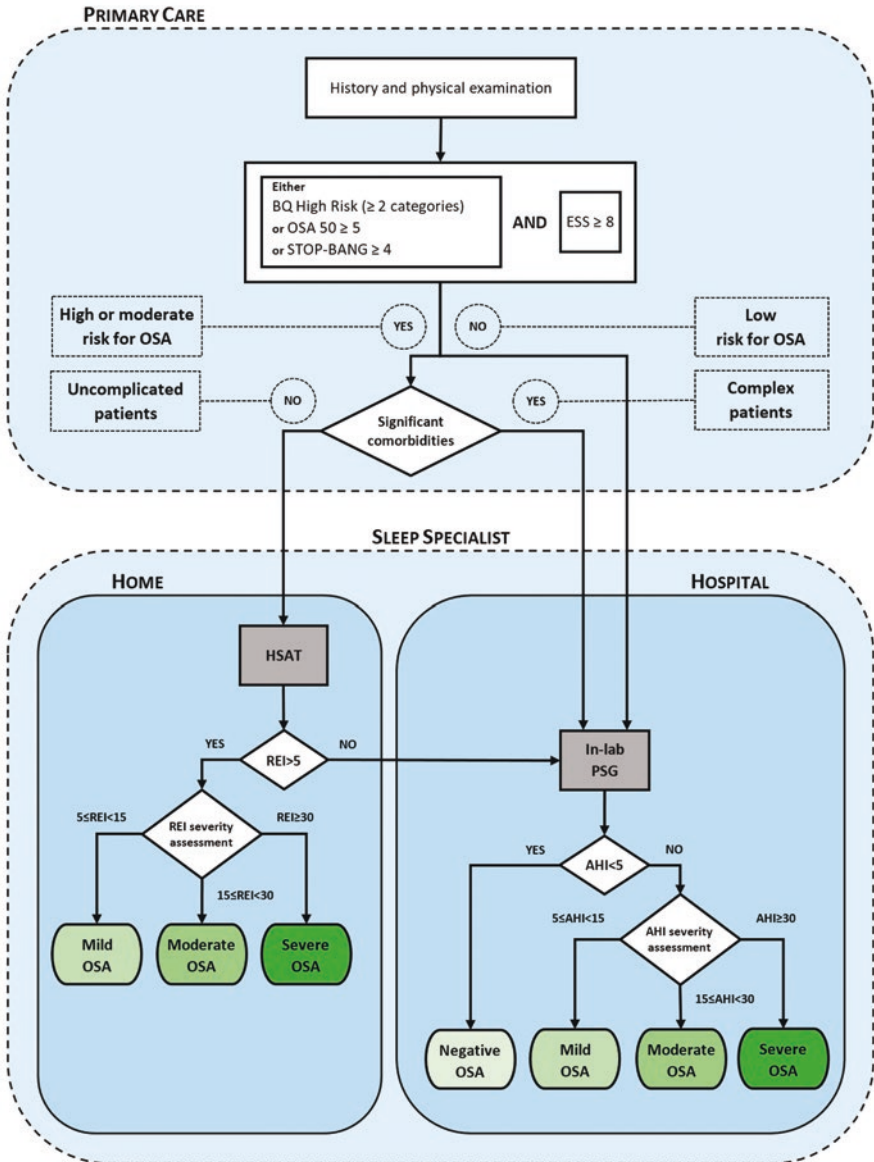 PRIMARY CARE
History and physical examination
Either
BQ High Risk (≥ 2 categories)
or OSA 50 ≥ 5
or STOP-BANG ≥ 4
AND
ESS ≥ 8
High or moderate
risk for OSA
YES
NO
Low
risk for OSA
Uncomplicated
patients
NO
YES
Complex
patients
Significant
comorbidities
SLEEP SPECIALIST
HOME
HOSPITAL
HSAT
YES
REI>5
NO
In-lab
PSG
5≤REI<15
REI severity
assessment
REI≥30
15≤REI<30
YES
AHI<5
NO
Mild
OSA
Moderate
OSA
Severe
OSA
5≤AHI<15
AHI severity
assessment
AHI≥30
15≤AHI<30
Negative
OSA
Mild
OSA
Moderate
OSA
Severe
OSA